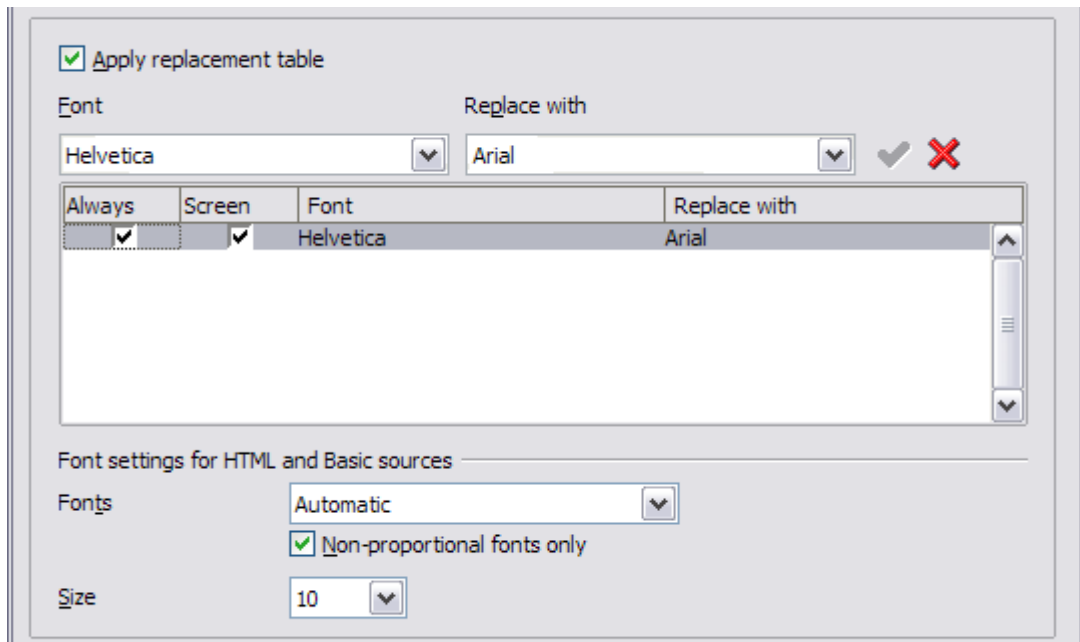 Apply replacement table
Font Replace with
Helvetica Arial
Always Screen Font Replace with
Helvetica Arial
Font settings for HTML and Basic sources
Fonts Automatic
Non-proportional fonts only
Size 10